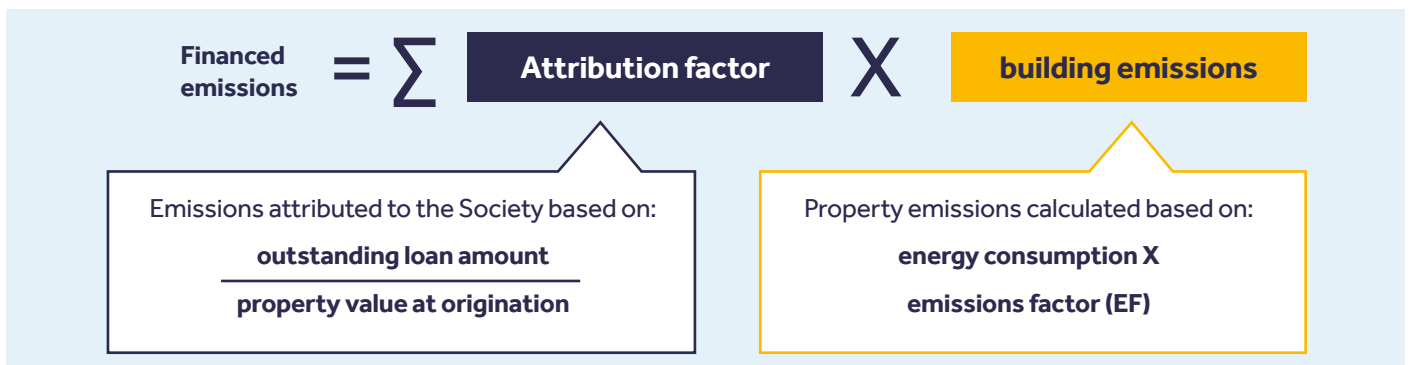 Financed
emissions
= ∑ Attribution factor X building emissions
Emissions attributed to the Society based on:
outstanding loan amount
property value at origination
Property emissions calculated based on:
energy consumption X
emissions factor (EF)